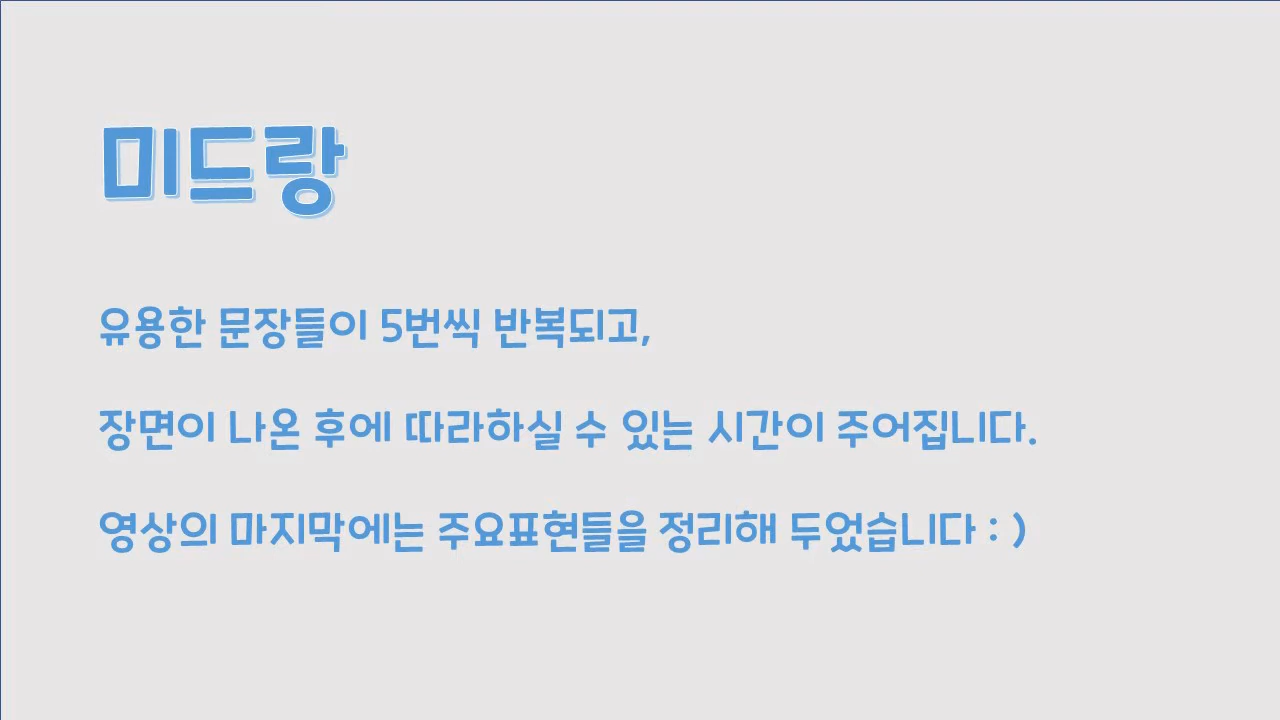 미드랑
유용한 문장들이 5번씩 반복되고,
장면이 나온 후에 따라하실 수 있는 시간이 주어집니다.
영상의 마지막에는 주요표현들을 정리해 두었습니다 : )